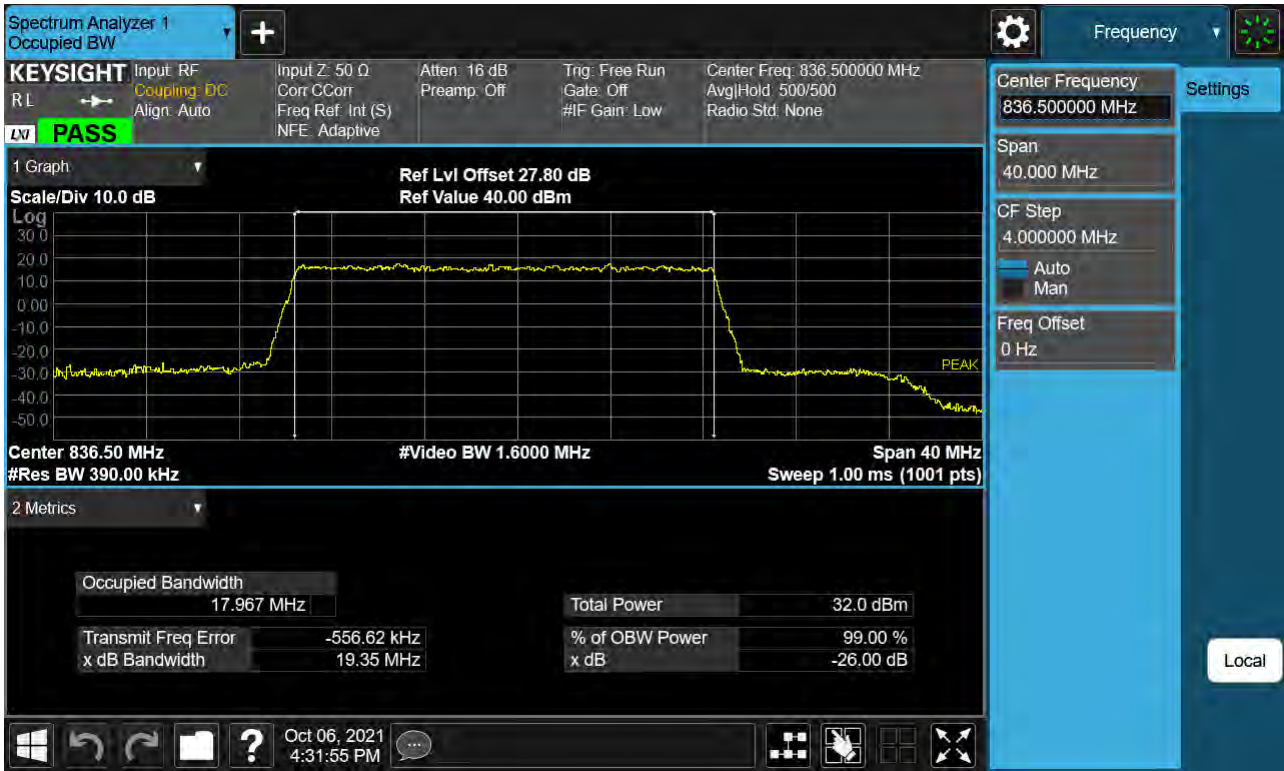 Spectrum Analyzer 1
Occupied BW
+
Frequency
KEYSIGHT
RL
LXI
PASS
Input: RF
Coupling: DC
Align: Auto
Input Z: 50 Ω
Corr CCorr
Freq Ref: Int (S)
NFE: Adaptive
Atten: 16 dB
Preamp: Off
Trig: Free Run
Gate: Off
#IF Gain: Low
Center Freq: 836.500000 MHz
Avg|Hold: 500/500
Radio Std: None
Center Frequency
836.500000 MHz
Settings
Span
40.000 MHz
CF Step
4.000000 MHz
Auto
Man
Freq Offset
0 Hz
Local
1 Graph
Scale/Div 10.0 dB
Ref Lvl Offset 27.80 dB
Ref Value 40.00 dBm
Log
30.0
20.0
10.0
0.00
-10.0
-20.0
-30.0
-40.0
-50.0
PEAK
Center 836.50 MHz
#Video BW 1.6000 MHz
Span 40 MHz
#Res BW 390.00 kHz
Sweep 1.00 ms (1001 pts)
2 Metrics
Occupied Bandwidth
17.967 MHz
Total Power 32.0 dBm
Transmit Freq Error -556.62 kHz
% of OBW Power 99.00 %
x dB Bandwidth 19.35 MHz
x dB -26.00 dB
?
Oct 06, 2021
4:31:55 PM